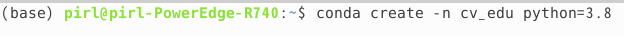 (base) pirl@pirl-PowerEdge-R740:~$ conda create -n cv_edu python=3.8